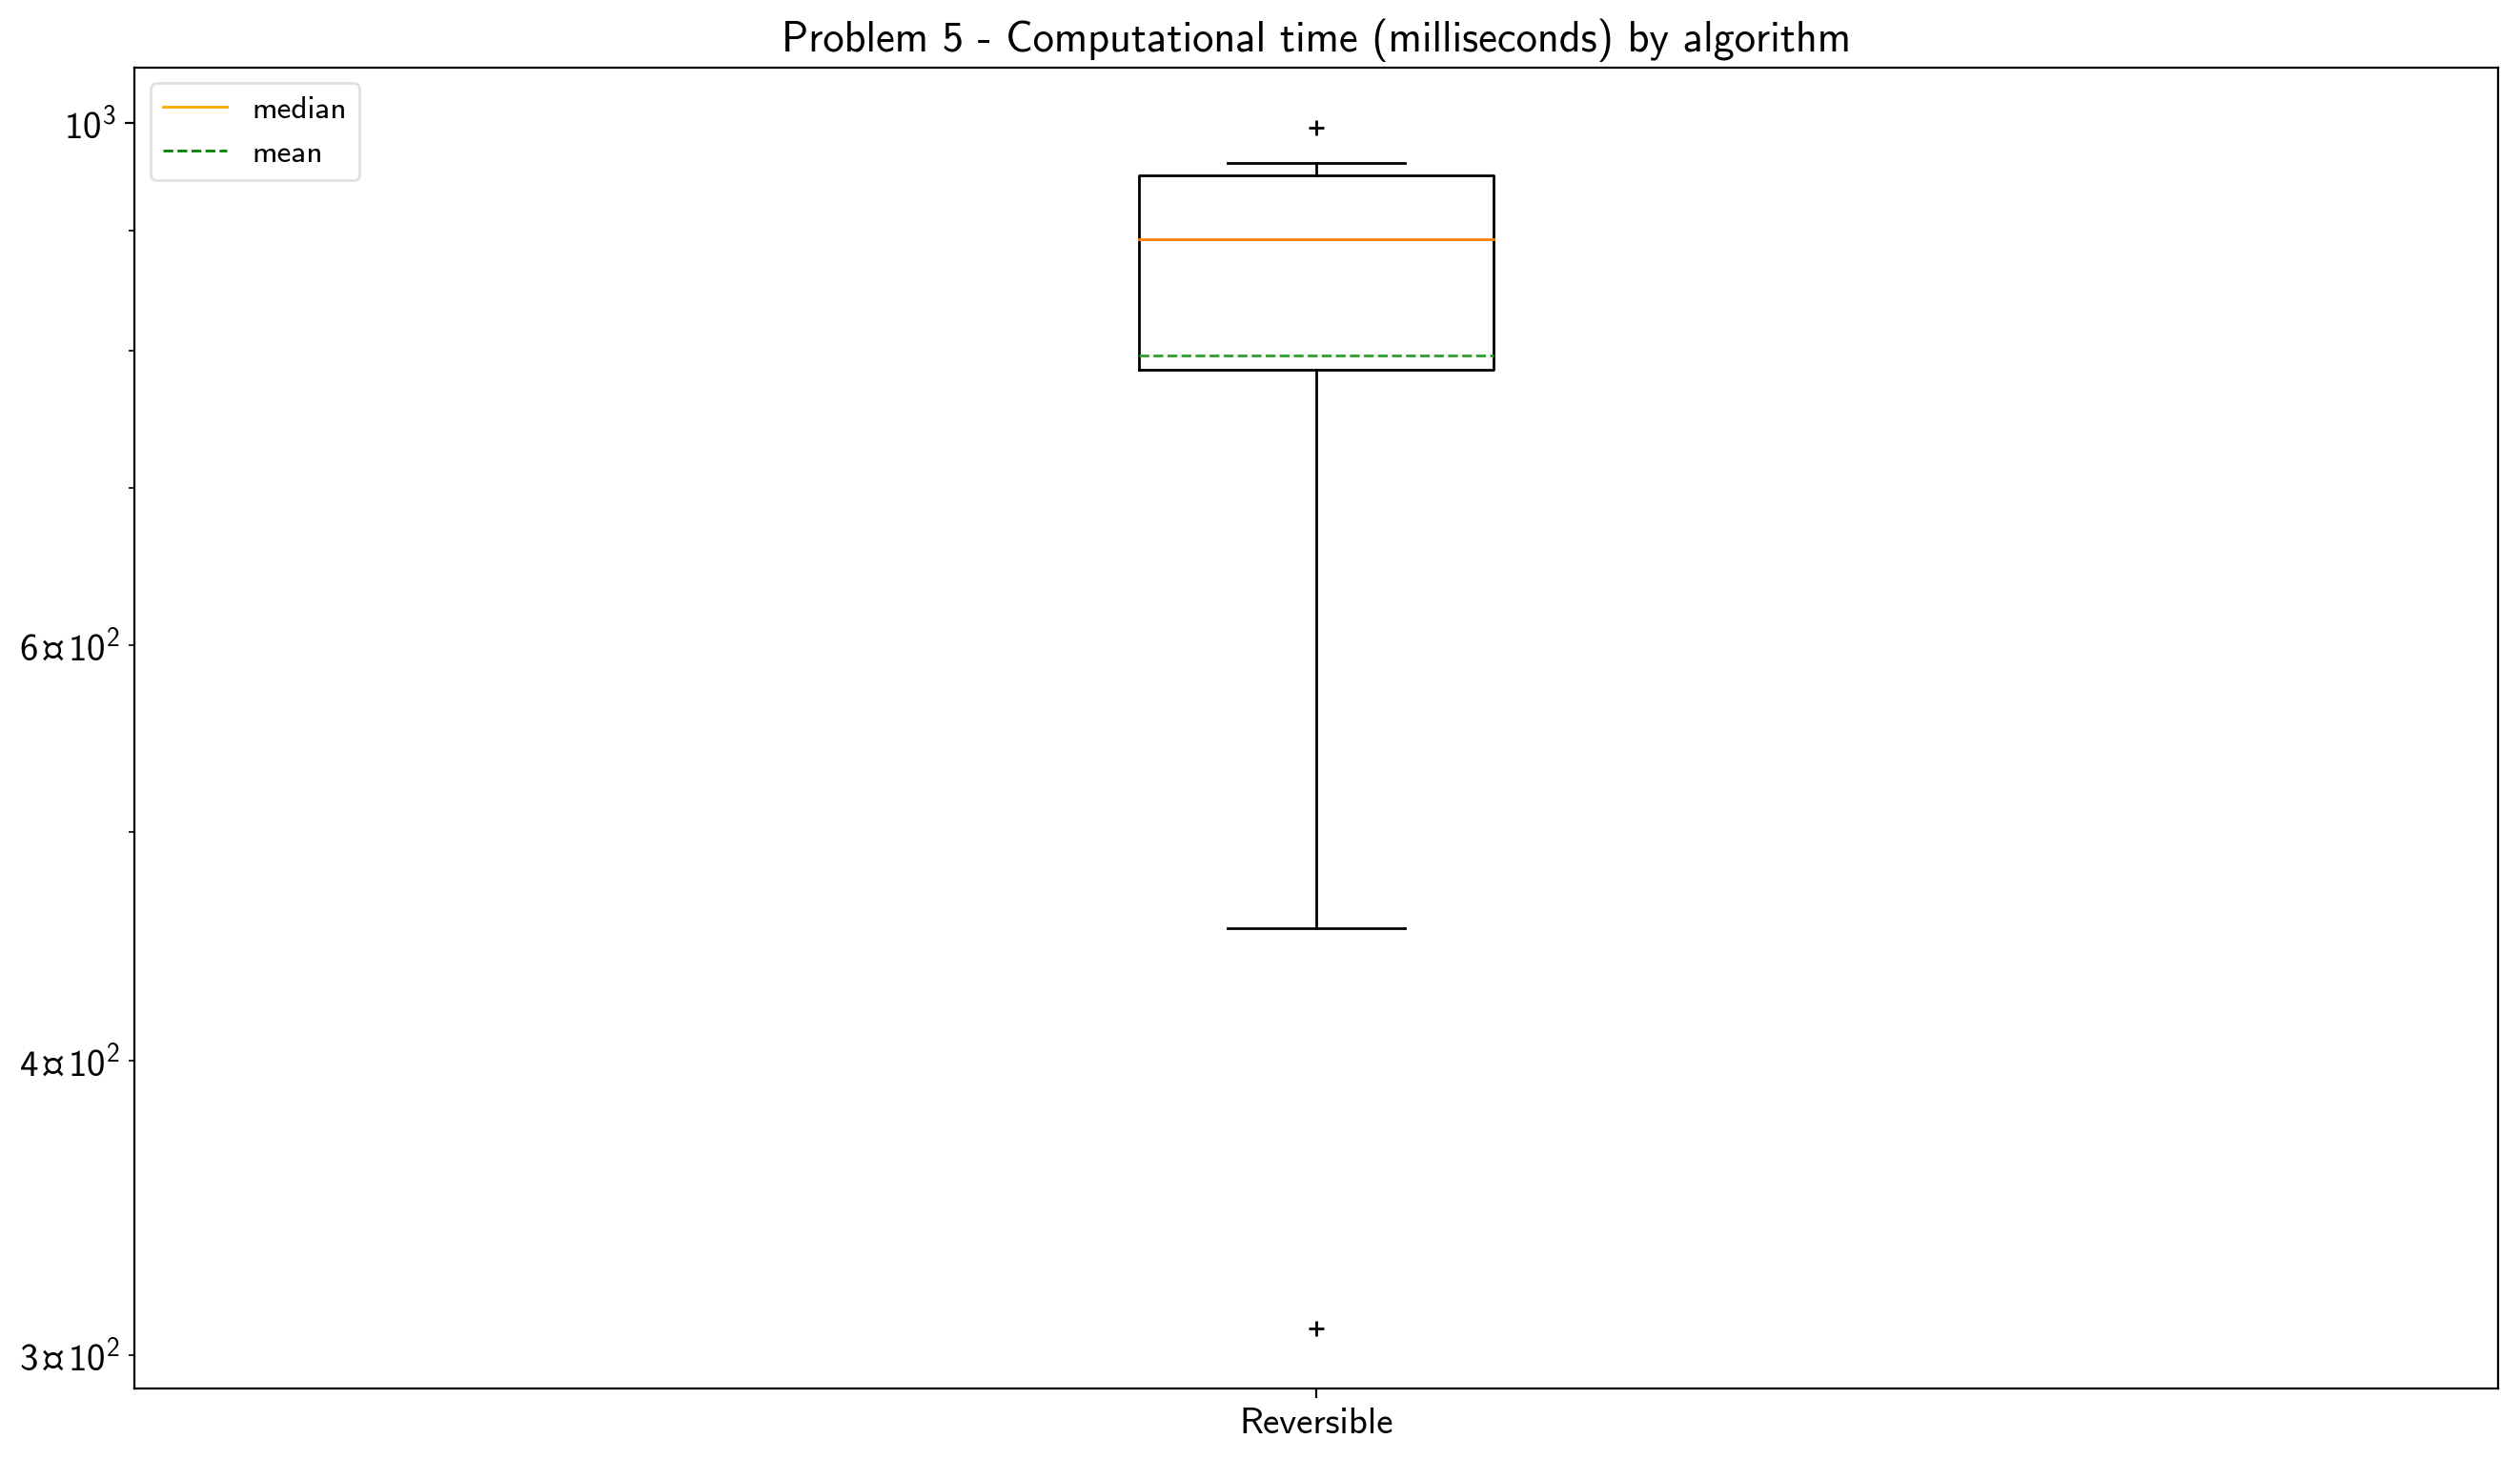 Problem 5 - Computational time (milliseconds) by algorithm
median
mean
10³
6¤10²
4¤10²
3¤10²
Reversible